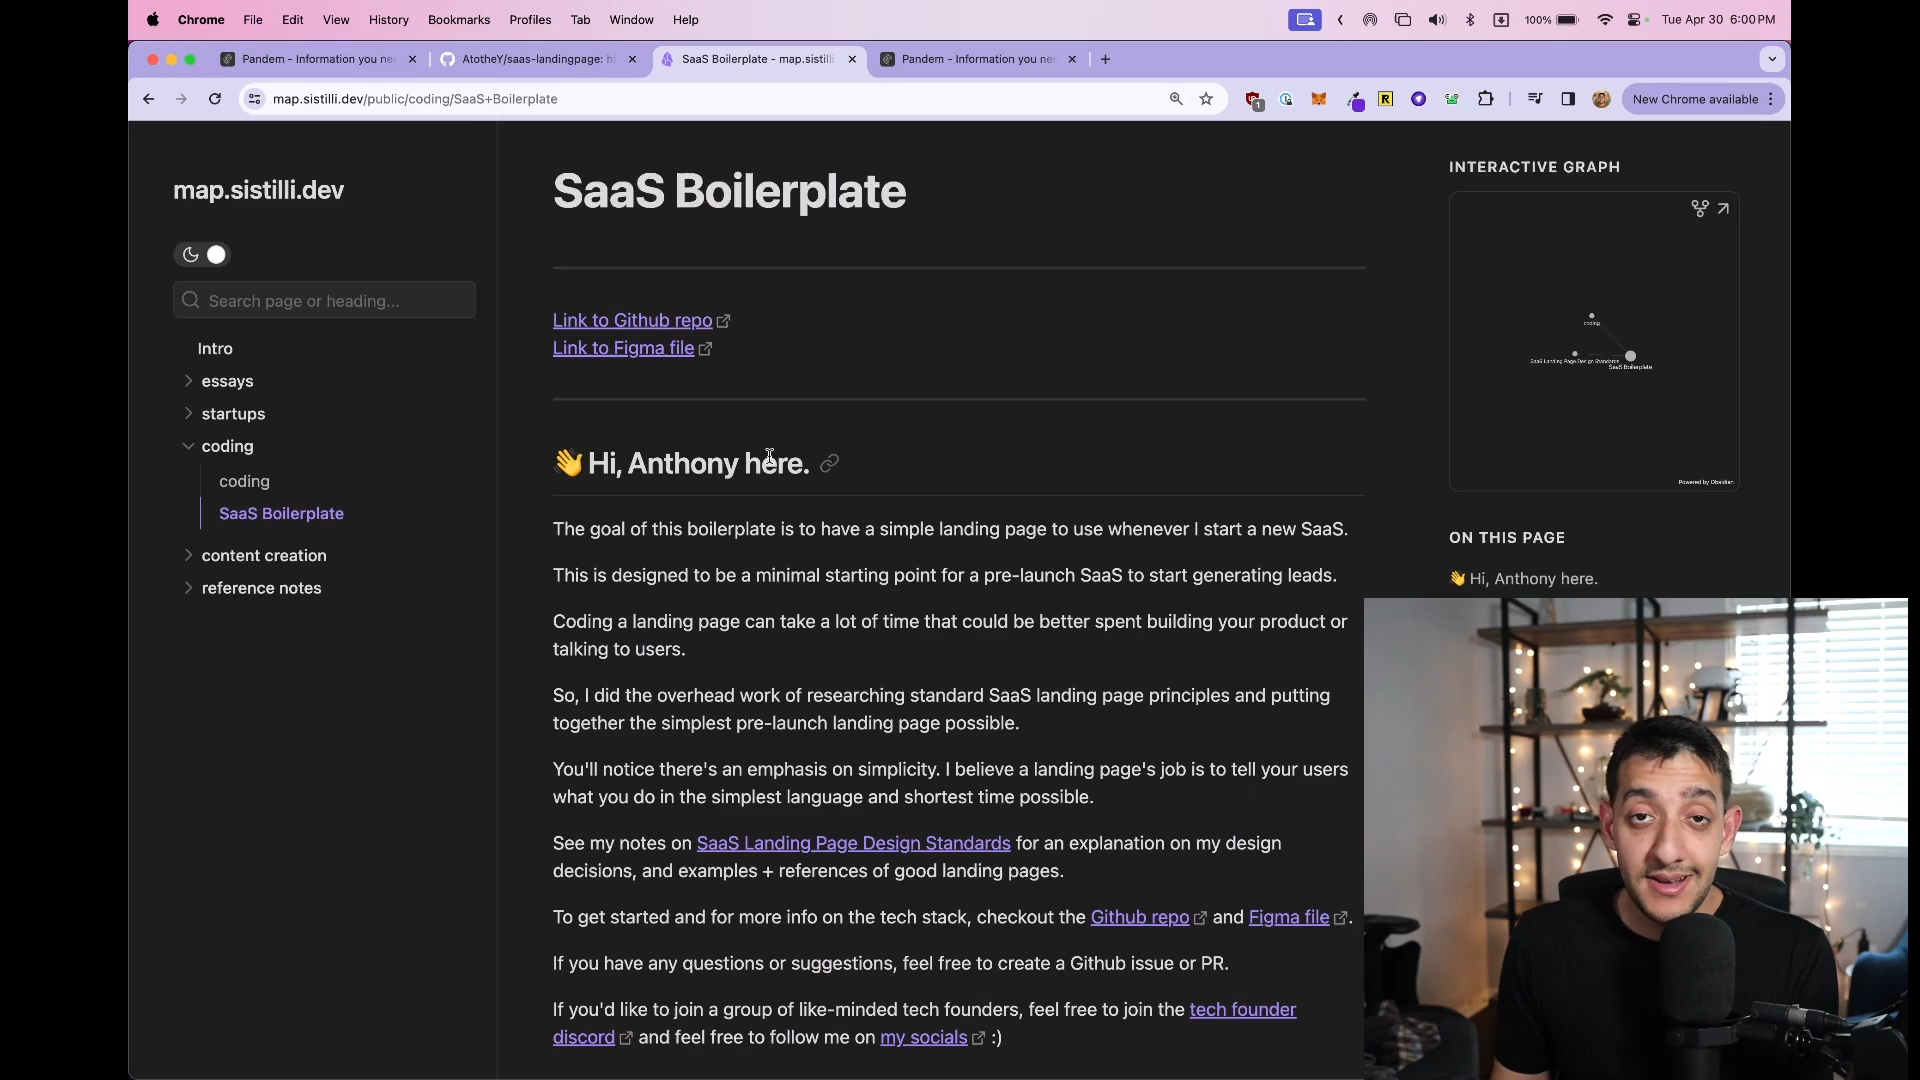 Chrome File Edit View History Bookmarks Profiles Tab Window Help
100% Tue Apr 30 6:00 PM
Pandem - Information you ne
AtotheY/saas-landingpage: h
SaaS Boilerplate - map.sistilli
Pandem - Information you ne
map.sistilli.dev/public/coding/SaaS+Boilerplate
1
R
New Chrome available
map.sistilli.dev
Search page or heading...
Intro
essays
startups
coding
coding
SaaS Boilerplate
content creation
reference notes
SaaS Boilerplate
Link to Github repo
Link to Figma file
👋 Hi, Anthony here.
The goal of this boilerplate is to have a simple landing page to use whenever I start a new SaaS.
This is designed to be a minimal starting point for a pre-launch SaaS to start generating leads.
Coding a landing page can take a lot of time that could be better spent building your product or
talking to users.
So, I did the overhead work of researching standard SaaS landing page principles and putting
together the simplest pre-launch landing page possible.
You'll notice there's an emphasis on simplicity. I believe a landing page's job is to tell your users
what you do in the simplest language and shortest time possible.
See my notes on SaaS Landing Page Design Standards for an explanation on my design
decisions, and examples + references of good landing pages.
To get started and for more info on the tech stack, checkout the Github repo and Figma file.
If you have any questions or suggestions, feel free to create a Github issue or PR.
If you'd like to join a group of like-minded tech founders, feel free to join the tech founder
discord and feel free to follow me on my socials :)
INTERACTIVE GRAPH
coding
SaaS Landing Page Design Standards
SaaS Boilerplate
Powered by Obsidian
ON THIS PAGE
👋 Hi, Anthony here.